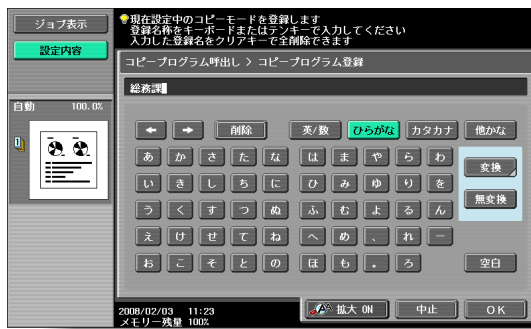 ジョブ表示
設定内容
現在設定中のコピーモードを登録します
登録名称をキーボードまたはテンキーで入力してください
入力した登録名をクリアキーで全削除できます
コピープログラム呼出し > コピープログラム登録
総務課
自動 100.0%
← → 削除 英/数 ひらがな カタカナ 他かな
あ か さ た な は ま や ら わ
変換
い き し ち に ひ み ゆ り を
無変換
う く す つ ぬ ふ む よ る ん
え け せ て ね へ め 、 れ ー
お こ そ と の ほ も . ろ 空白
拡大 ON 中止 OK
2008/02/03 11:23
メモリー残量 100%